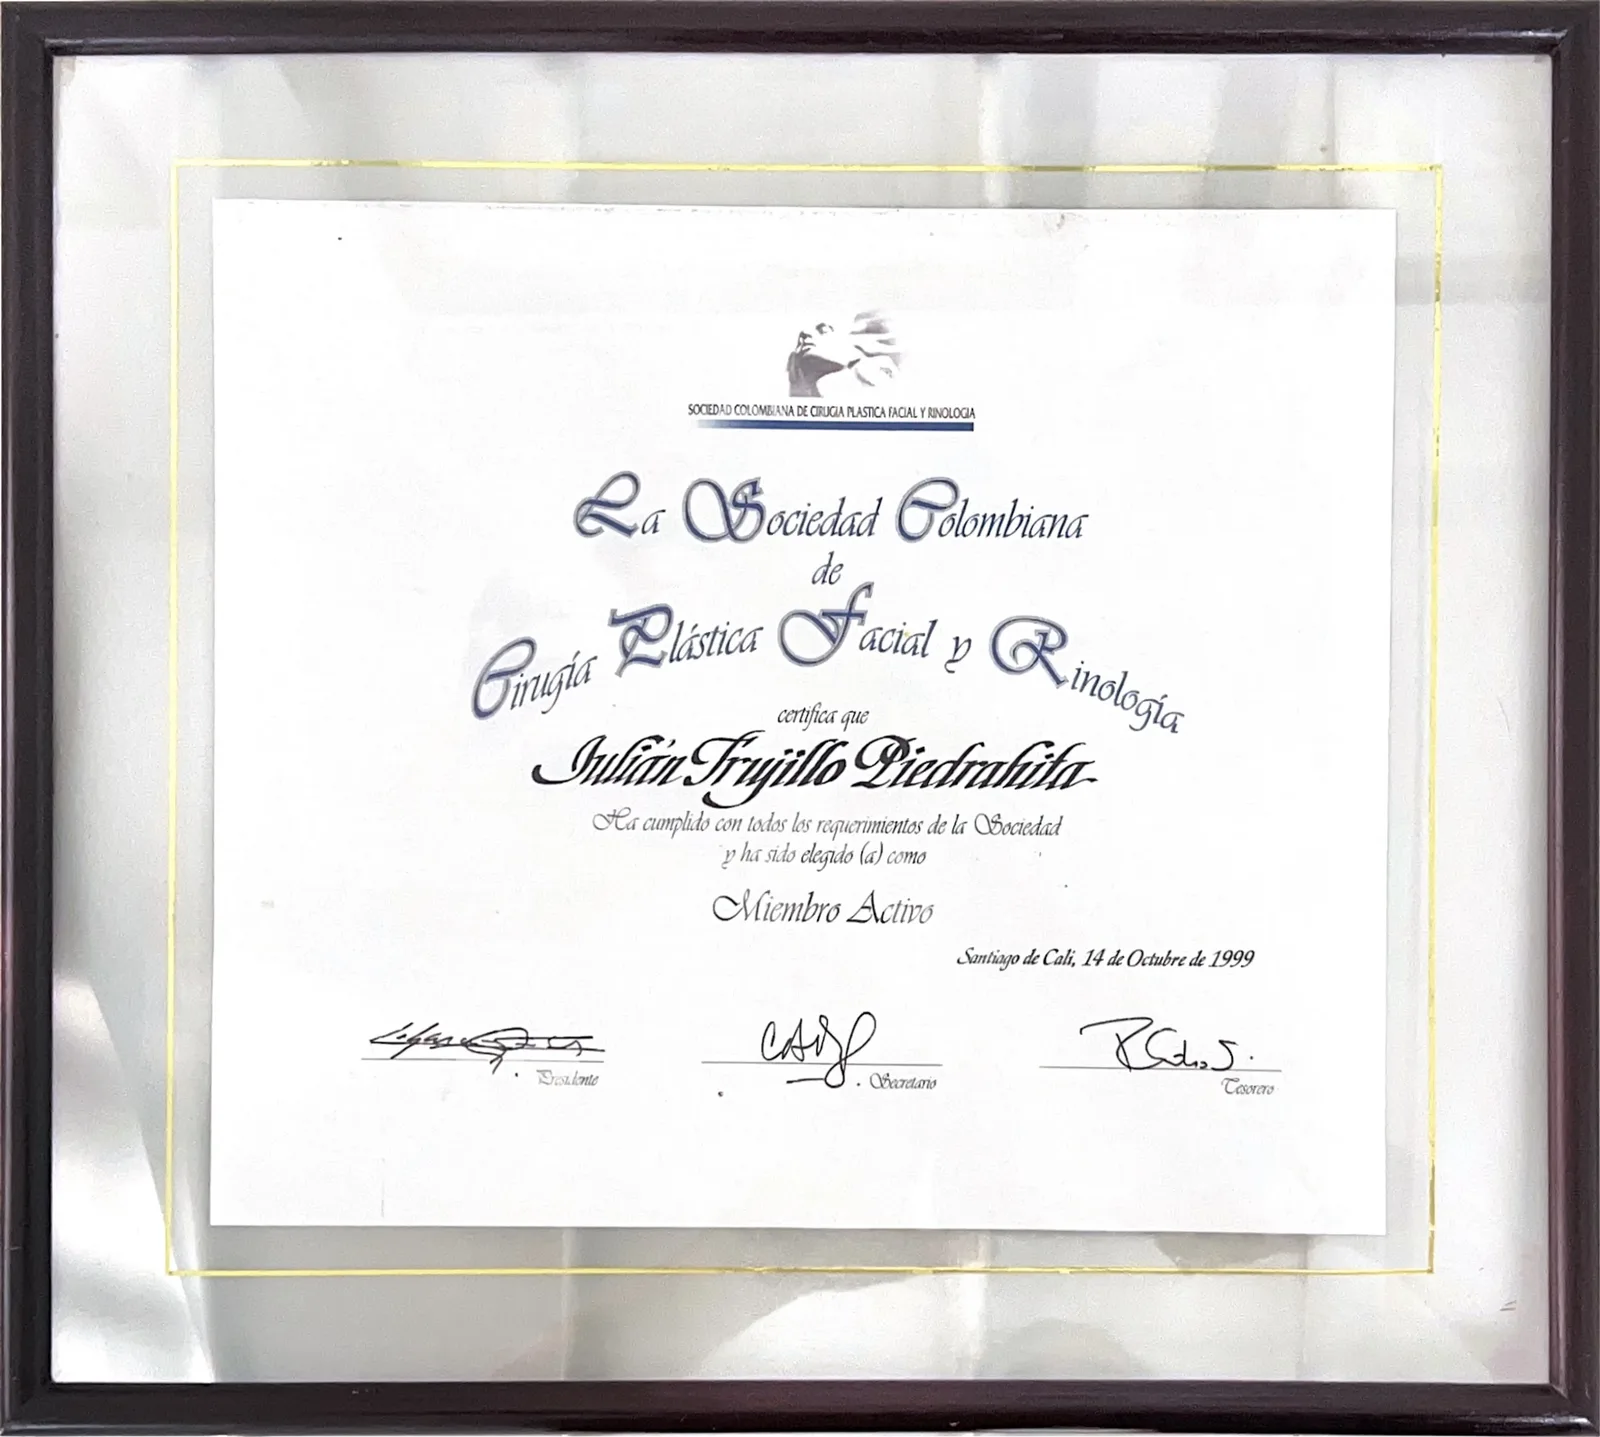 SOCIEDAD COLOMBIANA DE CIRUGIA PLASTICA FACIAL Y RINOLOGIA
La Sociedad Colombiana
de
Cirugía Plástica Facial y Rinología
certifica que
Julián Trujillo Piedrahita
Ha cumplido con todos los requerimientos de la Sociedad
y ha sido elegido (a) como
Miembro Activo
Santiago de Cali, 14 de Octubre de 1999
Presidente
Secretario
Tesorero